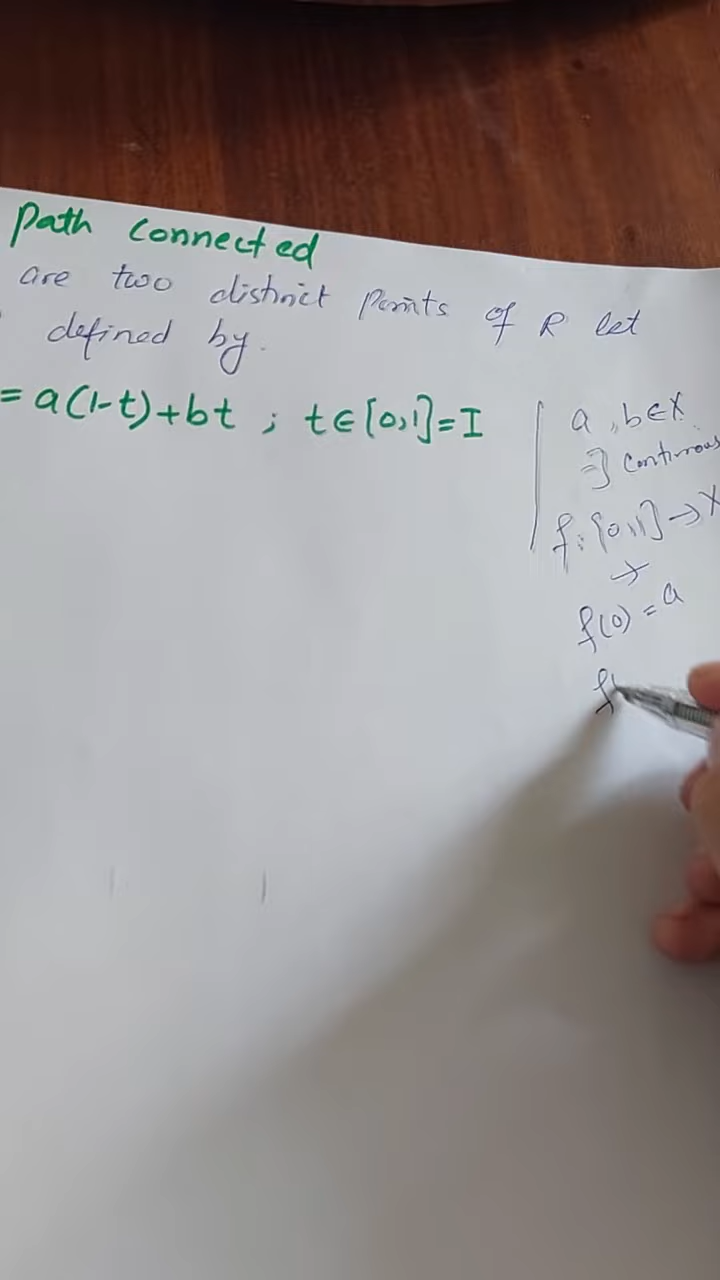 Path connected
are two distinct points of R let
defined by.
= a(1-t)+bt ; t∈[0,1]=I
a, b∈X
=> ∃ continuous
f: [0,1] → X
f(0) = a
f